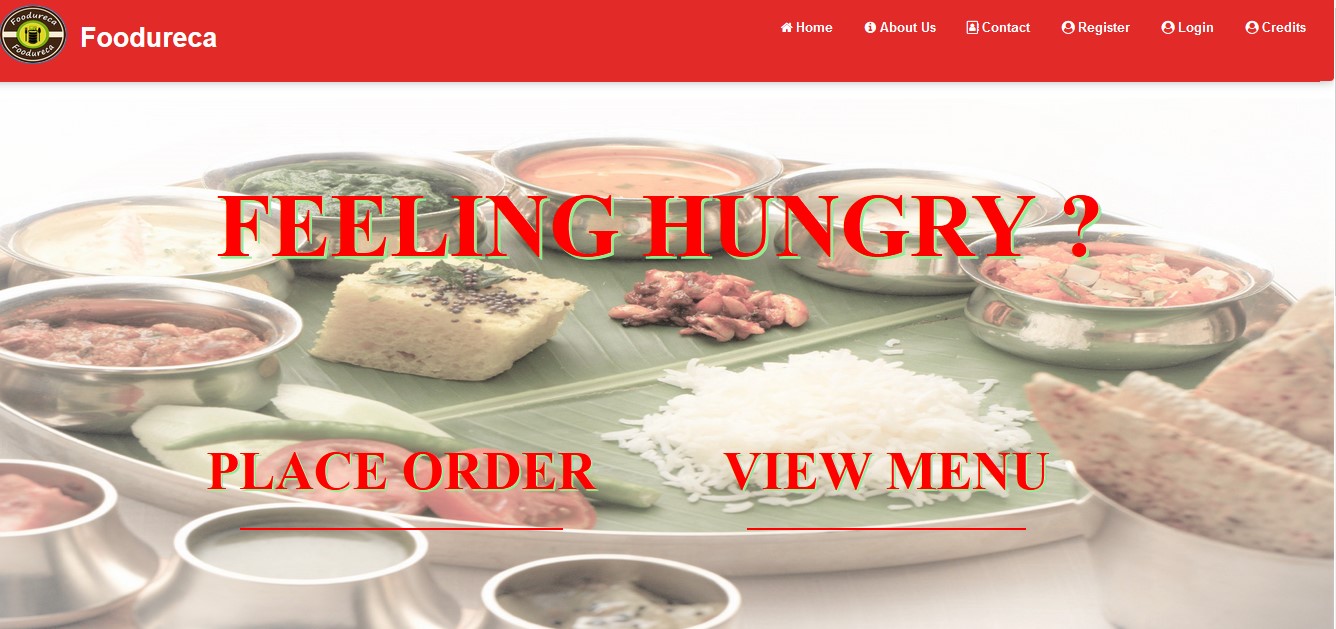 Foodureca
Foodureca
Foodureca
Home About Us Contact Register Login Credits
FEELING HUNGRY ?
PLACE ORDER VIEW MENU